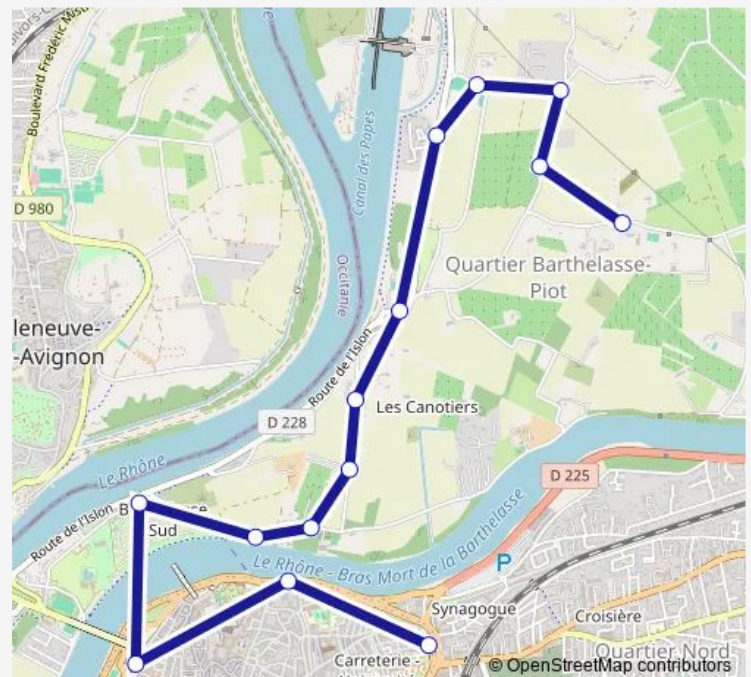 Boulevard Frédéric Mist
D 980
Canal des Papes
Occitanie
Quartier Barthelasse-
Piot
leneuve-
-Avignon
Route de l'Islon
Les Canotiers
D 228
Le Rhône
D 225
Route de l'Islon
Sud
Le Rhône - Bras Mort de la Barthelasse
P
Synagogue
Croisière
Carreterie -
Quartier Nord
© OpenStreetMap contributors